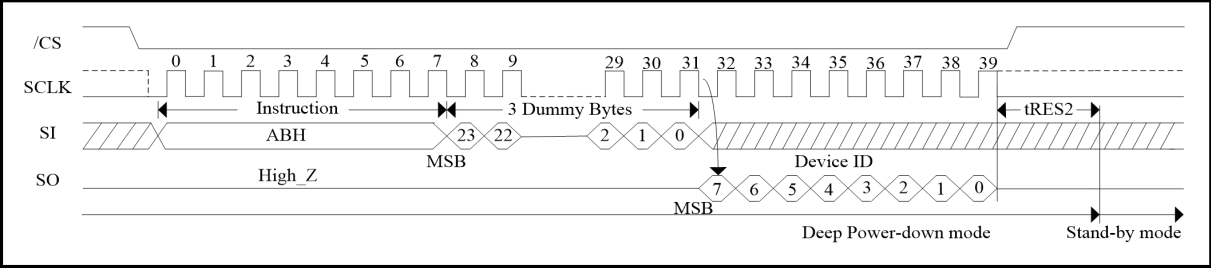 /CS
0 1 2 3 4 5 6 7 8 9 29 30 31 32 33 34 35 36 37 38 39
SCLK
Instruction 3 Dummy Bytes tRES2
SI ABH 23 22 2 1 0
MSB Device ID
SO High_Z 7 6 5 4 3 2 1 0
MSB
Deep Power-down mode Stand-by mode